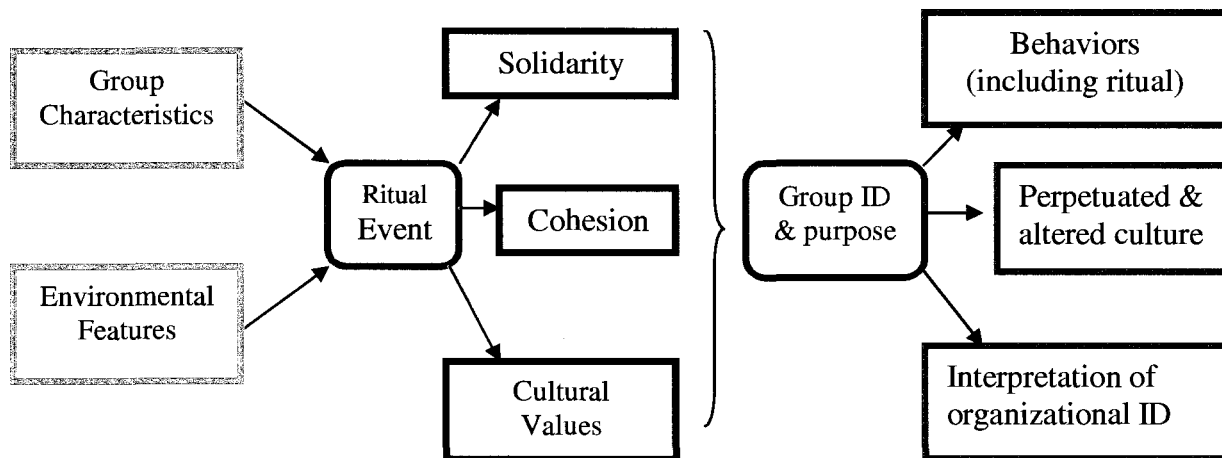 Group
Characteristics
Environmental
Features
Ritual
Event
Solidarity
Cohesion
Cultural
Values
Group ID
& purpose
Behaviors
(including ritual)
Perpetuated &
altered culture
Interpretation of
organizational ID